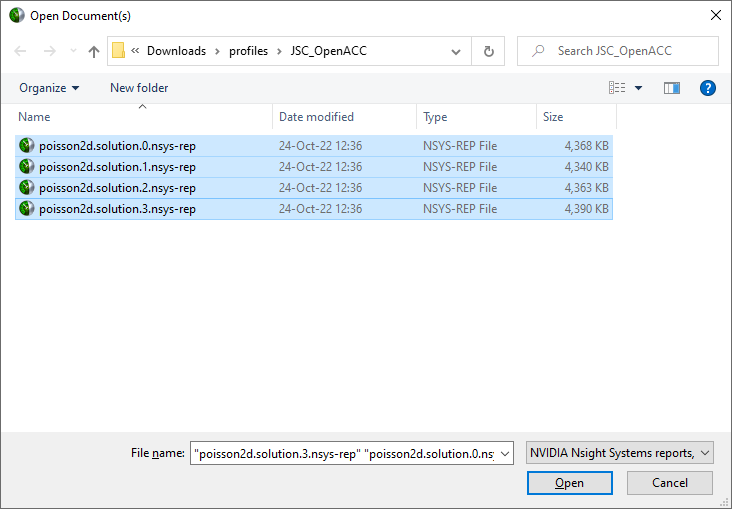 Open Document(s)
« Downloads › profiles › JSC_OpenACC
Search JSC_OpenACC
Organize New folder
Name Date modified Type Size
poisson2d.solution.0.nsys-rep 24-Oct-22 12:36 NSYS-REP File 4,368 KB
poisson2d.solution.1.nsys-rep 24-Oct-22 12:36 NSYS-REP File 4,340 KB
poisson2d.solution.2.nsys-rep 24-Oct-22 12:36 NSYS-REP File 4,363 KB
poisson2d.solution.3.nsys-rep 24-Oct-22 12:36 NSYS-REP File 4,390 KB
File name: "poisson2d.solution.3.nsys-rep" "poisson2d.solution.0.nsy NVIDIA Nsight Systems reports,
Open Cancel